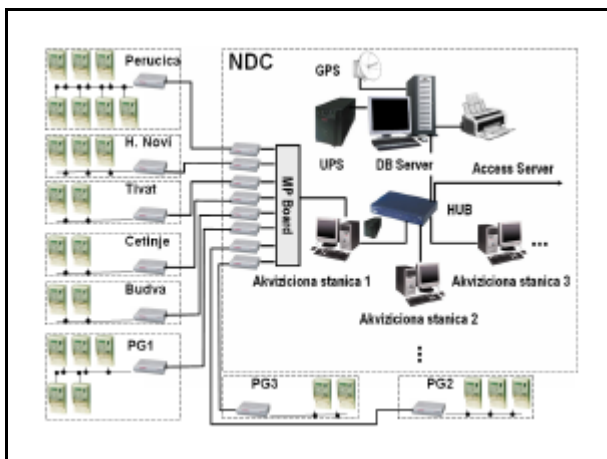 Perucica
H. Novi
Tivat
Cetinje
Budva
PG1
NDC
GPS
UPS
DB Server
Access Server
HUB
MP Board
Akviziciona stanica 1
Akviziciona stanica 3
...
Akviziciona stanica 2
...
PG3
PG2